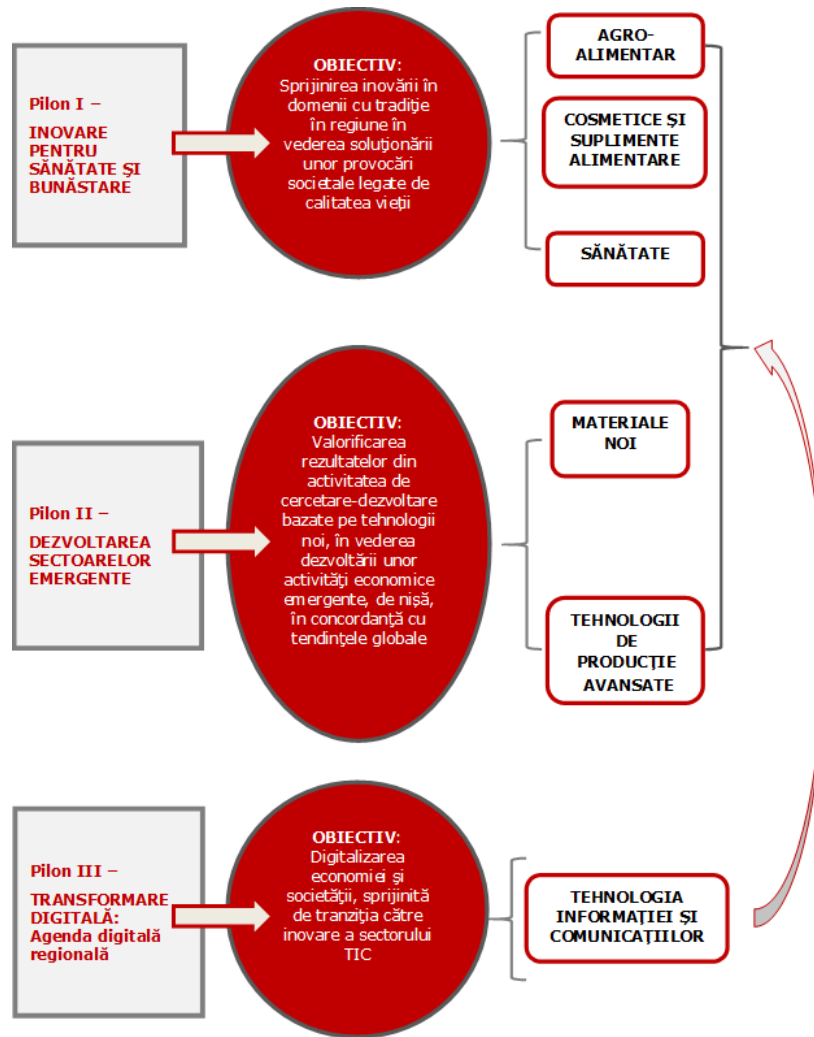 Pilon I –
INOVARE
PENTRU
SĂNĂTATE ŞI
BUNĂSTARE
OBIECTIV:
Sprijinirea inovării în
domenii cu tradiţie
în regiune în
vederea soluţionării
unor provocări
societale legate de
calitatea vieţii
AGRO-
ALIMENTAR
COSMETICE ŞI
SUPLIMENTE
ALIMENTARE
SĂNĂTATE
Pilon II –
DEZVOLTAREA
SECTOARELOR
EMERGENTE
OBIECTIV:
Valorificarea
rezultatelor din
activitatea de
cercetare-dezvoltare
bazate pe tehnologii
noi, în vederea
dezvoltării unor
activităţi economice
emergente, de nişă,
în concordanţă cu
tendinţele globale
MATERIALE
NOI
TEHNOLOGII
DE
PRODUCŢIE
AVANSATE
Pilon III –
TRANSFORMARE
DIGITALĂ:
Agenda digitală
regională
OBIECTIV:
Digitalizarea
economiei şi
societăţii, sprijinită
de tranziţia către
inovare a sectorului
TIC
TEHNOLOGIA
INFORMAŢIEI ŞI
COMUNICAŢIILOR